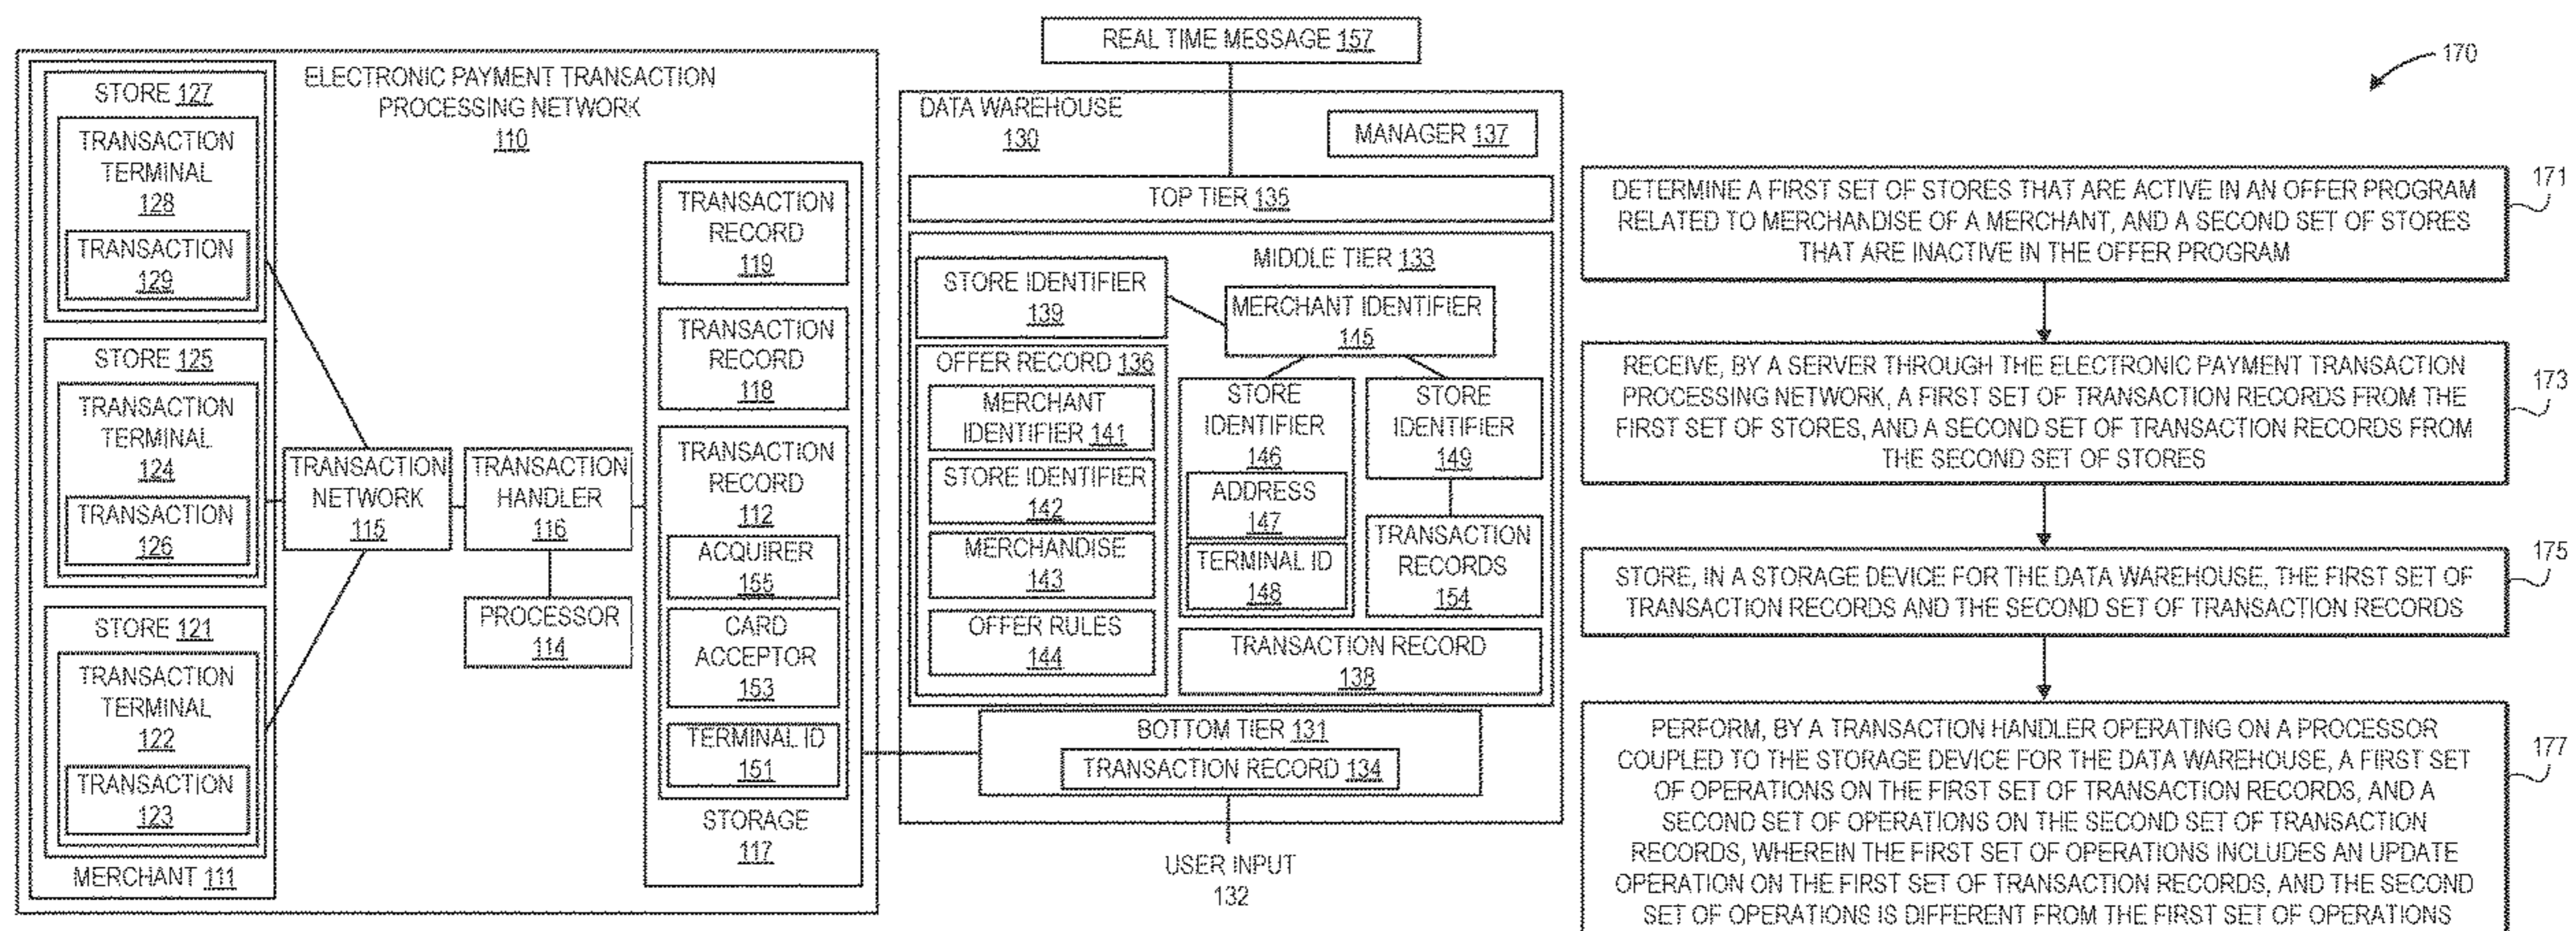 REAL TIME MESSAGE 157
ELECTRONIC PAYMENT TRANSACTION
PROCESSING NETWORK
110
STORE 127
TRANSACTION
TERMINAL
128
TRANSACTION
129
STORE 125
TRANSACTION
TERMINAL
124
TRANSACTION
126
STORE 121
TRANSACTION
TERMINAL
122
TRANSACTION
123
MERCHANT 111
TRANSACTION
NETWORK
115
TRANSACTION
HANDLER
116
PROCESSOR
114
TRANSACTION
RECORD
119
TRANSACTION
RECORD
118
TRANSACTION
RECORD
112
ACQUIRER
155
CARD
ACCEPTOR
153
TERMINAL ID
151
STORAGE
117
DATA WAREHOUSE
130
MANAGER 137
TOP TIER 135
MIDDLE TIER 133
STORE IDENTIFIER
139
MERCHANT IDENTIFIER
145
OFFER RECORD 136
MERCHANT
IDENTIFIER 141
STORE IDENTIFIER
142
MERCHANDISE
143
OFFER RULES
144
STORE
IDENTIFIER
146
ADDRESS
147
TERMINAL ID
148
STORE
IDENTIFIER
149
TRANSACTION
RECORDS
154
TRANSACTION RECORD
138
BOTTOM TIER 131
TRANSACTION RECORD 134
USER INPUT
132
170
DETERMINE A FIRST SET OF STORES THAT ARE ACTIVE IN AN OFFER PROGRAM
RELATED TO MERCHANDISE OF A MERCHANT, AND A SECOND SET OF STORES
THAT ARE INACTIVE IN THE OFFER PROGRAM
171
RECEIVE, BY A SERVER THROUGH THE ELECTRONIC PAYMENT TRANSACTION
PROCESSING NETWORK, A FIRST SET OF TRANSACTION RECORDS FROM THE
FIRST SET OF STORES, AND A SECOND SET OF TRANSACTION RECORDS FROM
THE SECOND SET OF STORES
173
STORE, IN A STORAGE DEVICE FOR THE DATA WAREHOUSE, THE FIRST SET OF
TRANSACTION RECORDS AND THE SECOND SET OF TRANSACTION RECORDS
175
PERFORM, BY A TRANSACTION HANDLER OPERATING ON A PROCESSOR
COUPLED TO THE STORAGE DEVICE FOR THE DATA WAREHOUSE, A FIRST SET
OF OPERATIONS ON THE FIRST SET OF TRANSACTION RECORDS, AND A
SECOND SET OF OPERATIONS ON THE SECOND SET OF TRANSACTION
RECORDS, WHEREIN THE FIRST SET OF OPERATIONS INCLUDES AN UPDATE
OPERATION ON THE FIRST SET OF TRANSACTION RECORDS, AND THE SECOND
SET OF OPERATIONS IS DIFFERENT FROM THE FIRST SET OF OPERATIONS
177